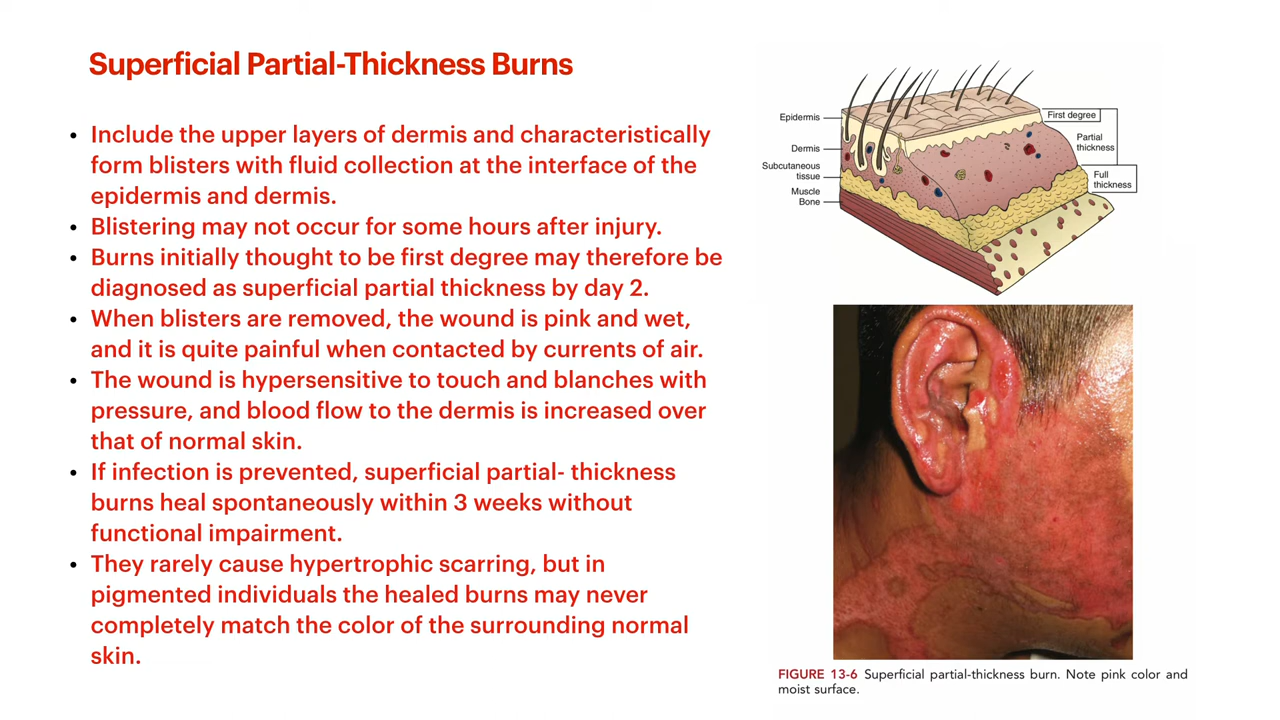 Superficial Partial-Thickness Burns
• Include the upper layers of dermis and characteristically
form blisters with fluid collection at the interface of the
epidermis and dermis.
• Blistering may not occur for some hours after injury.
• Burns initially thought to be first degree may therefore be
diagnosed as superficial partial thickness by day 2.
• When blisters are removed, the wound is pink and wet,
and it is quite painful when contacted by currents of air.
• The wound is hypersensitive to touch and blanches with
pressure, and blood flow to the dermis is increased over
that of normal skin.
• If infection is prevented, superficial partial- thickness
burns heal spontaneously within 3 weeks without
functional impairment.
• They rarely cause hypertrophic scarring, but in
pigmented individuals the healed burns may never
completely match the color of the surrounding normal
skin.
Epidermis
Dermis
Subcutaneous
tissue
Muscle
Bone
First degree
Partial
thickness
Full
thickness
FIGURE 13-6 Superficial partial-thickness burn. Note pink color and
moist surface.